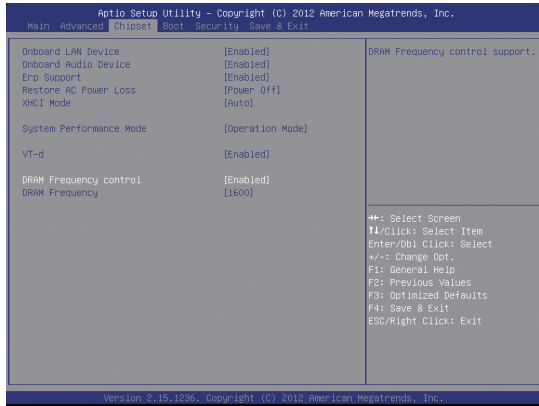 Aptio Setup Utility - Copyright (C) 2012 American Megatrends, Inc.
Main Advanced Chipset Boot Security Save & Exit
Onboard LAN Device [Enabled]
Onboard Audio Device [Enabled]
Erp Support [Enabled]
Restore AC Power Loss [Power Off]
XHCI Mode [Auto]
System Performance Mode [Operation Mode]
VT-d [Enabled]
DRAM Frequency control [Enabled]
DRAM Frequency [1600]
DRAM Frequency control support.
→←: Select Screen
↑↓/Click: Select Item
Enter/Dbl Click: Select
+/-: Change Opt.
F1: General Help
F2: Previous Values
F3: Optimized Defaults
F4: Save & Exit
ESC/Right Click: Exit
Version 2.15.1236. Copyright (C) 2012 American Megatrends, Inc.